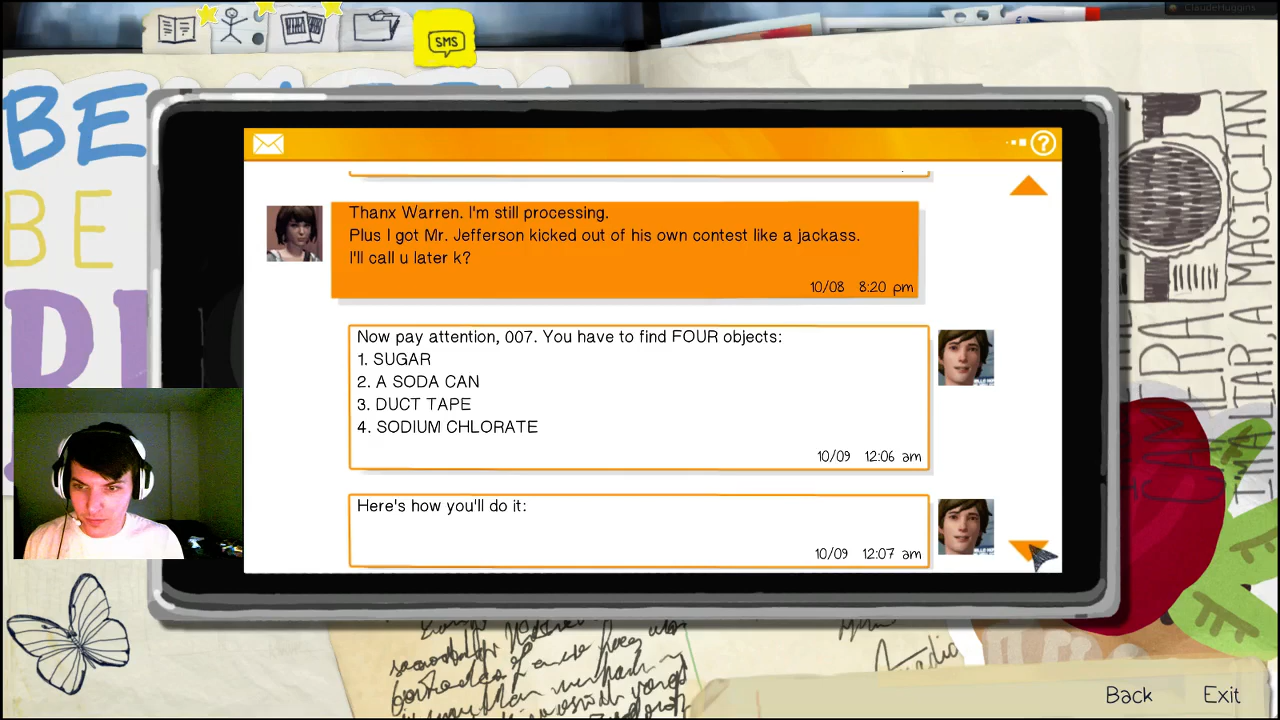 ClaudeHuggins
SMS
BE
BE
Thanx Warren. I'm still processing.
Plus I got Mr. Jefferson kicked out of his own contest like a jackass.
I'll call u later k?
10/08 8:20 pm
Now pay attention, 007. You have to find FOUR objects:
1. SUGAR
2. A SODA CAN
3. DUCT TAPE
4. SODIUM CHLORATE
10/09 12:06 am
Here's how you'll do it:
10/09 12:07 am
CAMERA
LIAR, A MAGICIAN
Back
Exit